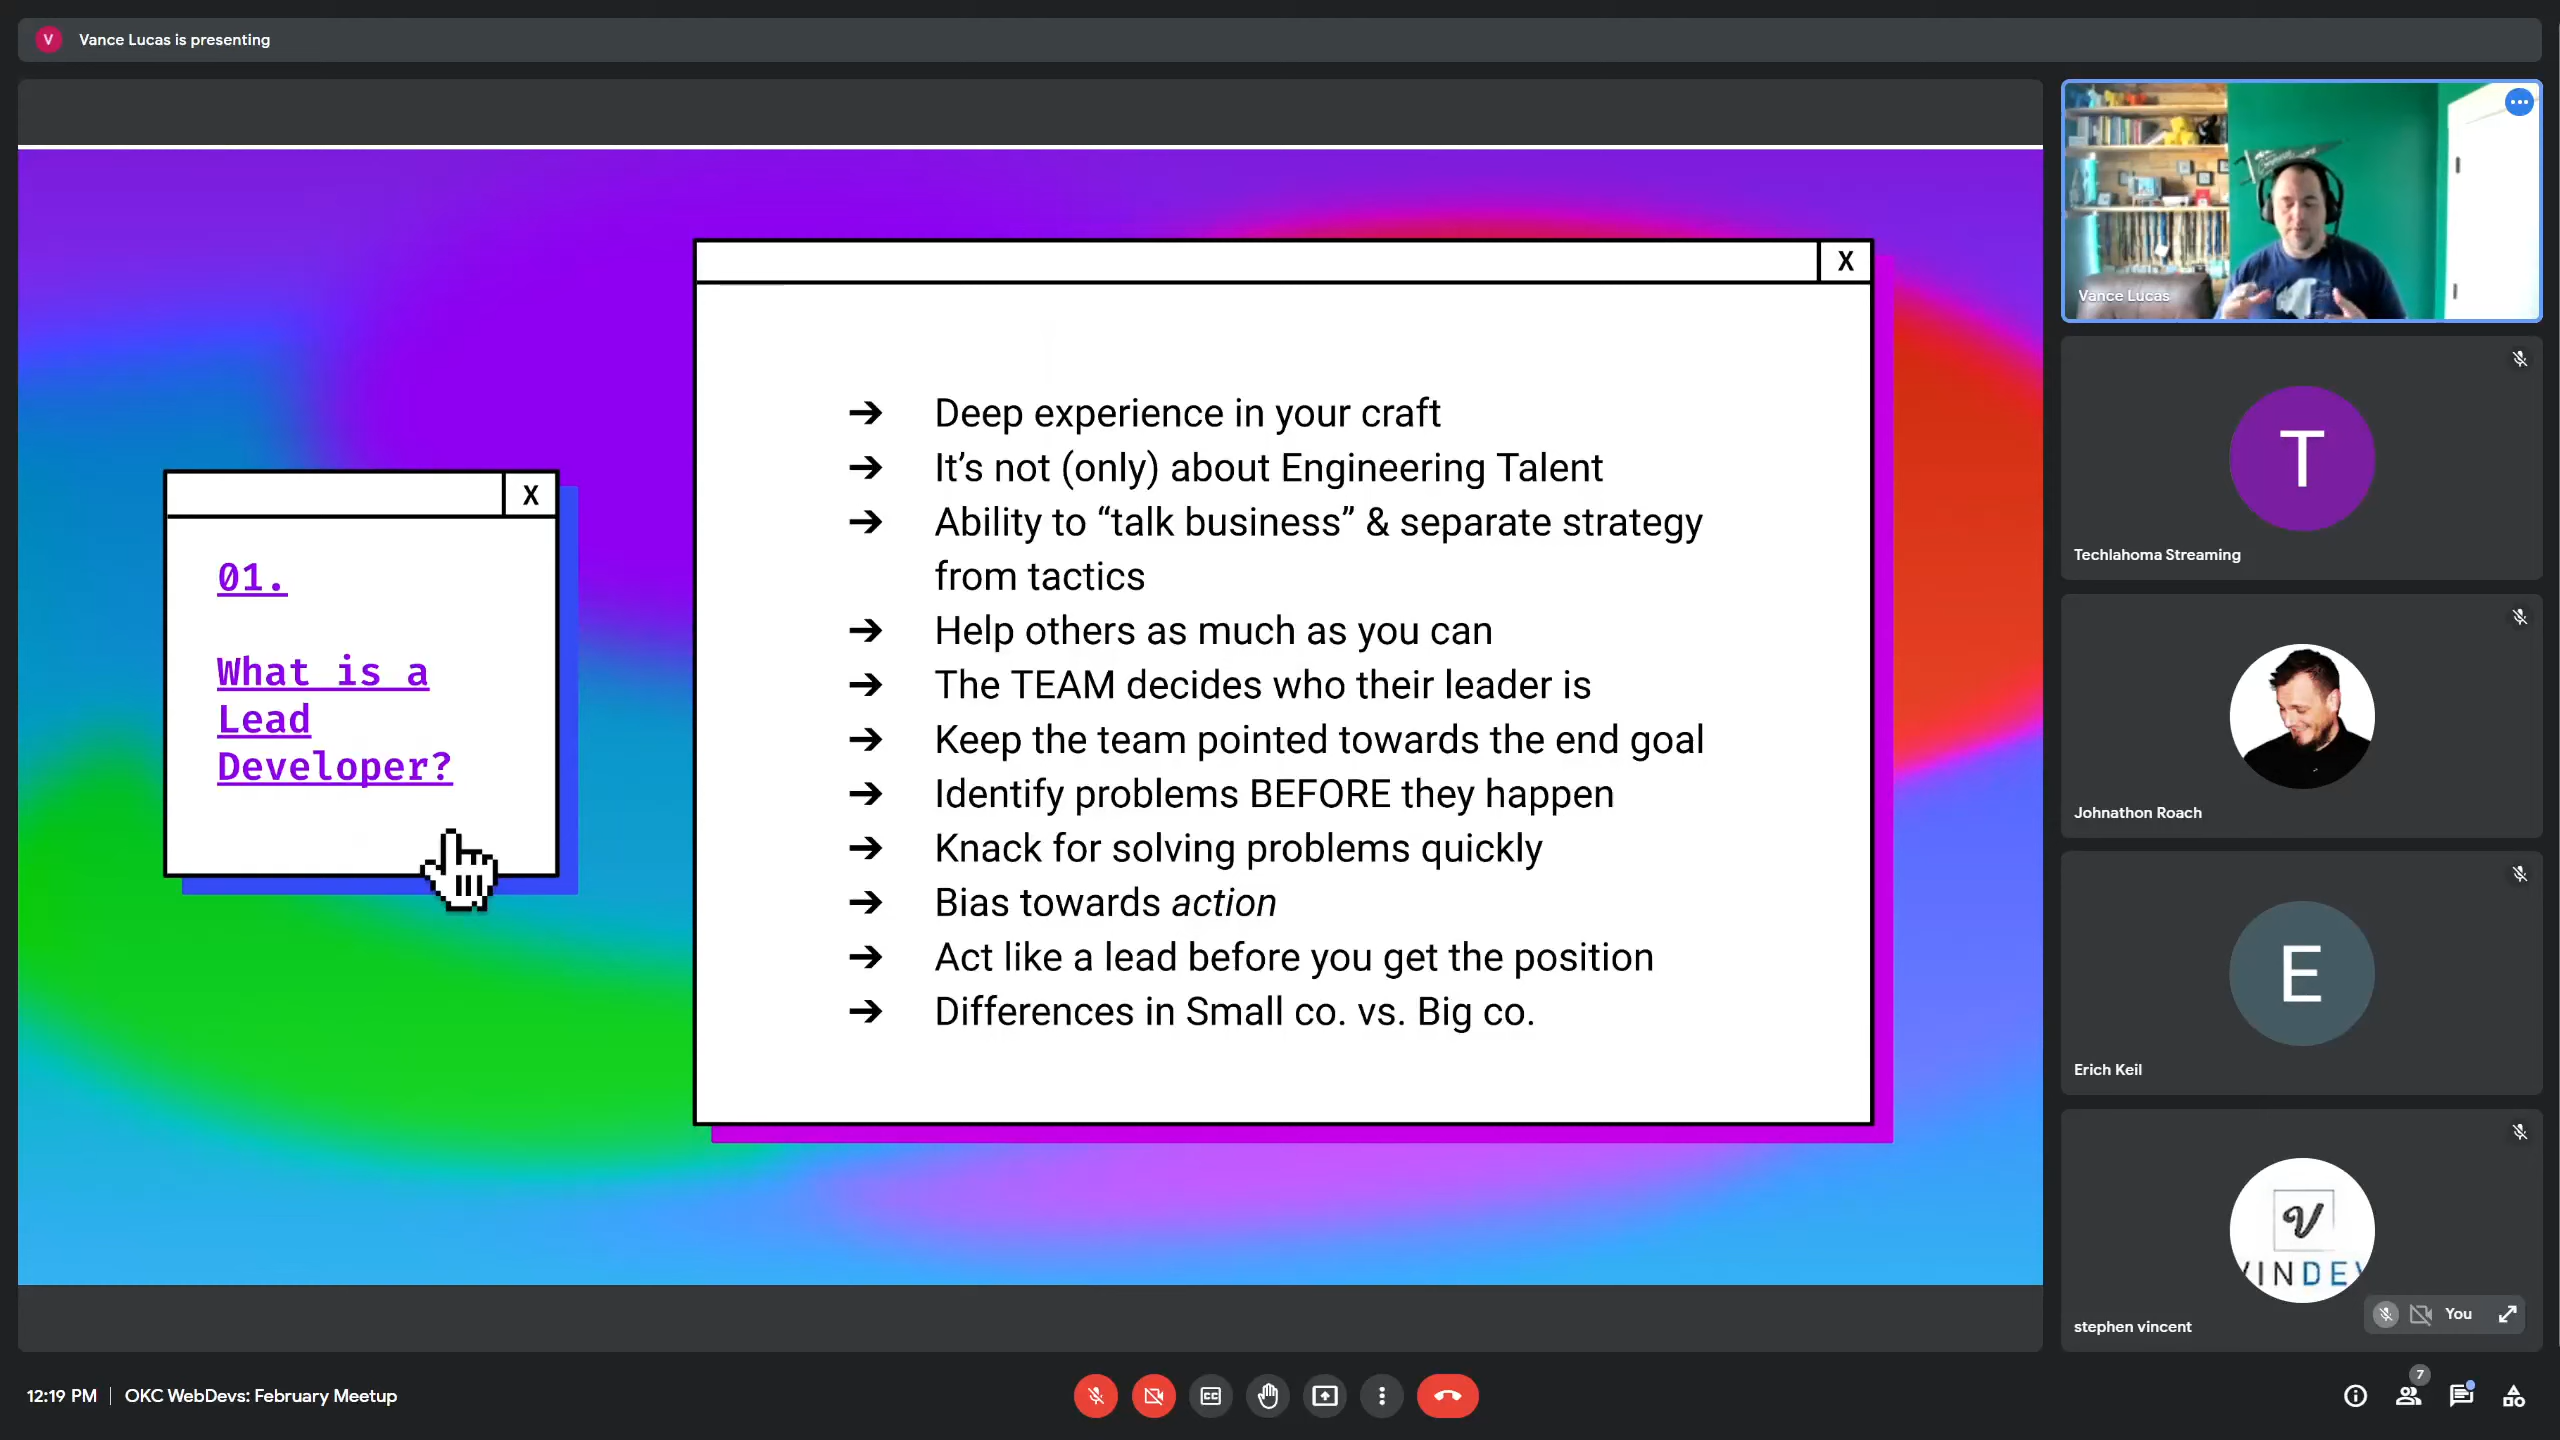 V
Vance Lucas is presenting
X
01.
What is a
Lead
Developer?
X
➔ Deep experience in your craft
➔ It’s not (only) about Engineering Talent
➔ Ability to “talk business” & separate strategy
from tactics
➔ Help others as much as you can
➔ The TEAM decides who their leader is
➔ Keep the team pointed towards the end goal
➔ Identify problems BEFORE they happen
➔ Knack for solving problems quickly
➔ Bias towards action
➔ Act like a lead before you get the position
➔ Differences in Small co. vs. Big co.
Vance Lucas
T
Techlahoma Streaming
Johnathon Roach
E
Erich Keil
V
VINDEV
stephen vincent
You
12:19 PM | OKC WebDevs: February Meetup
CC
7